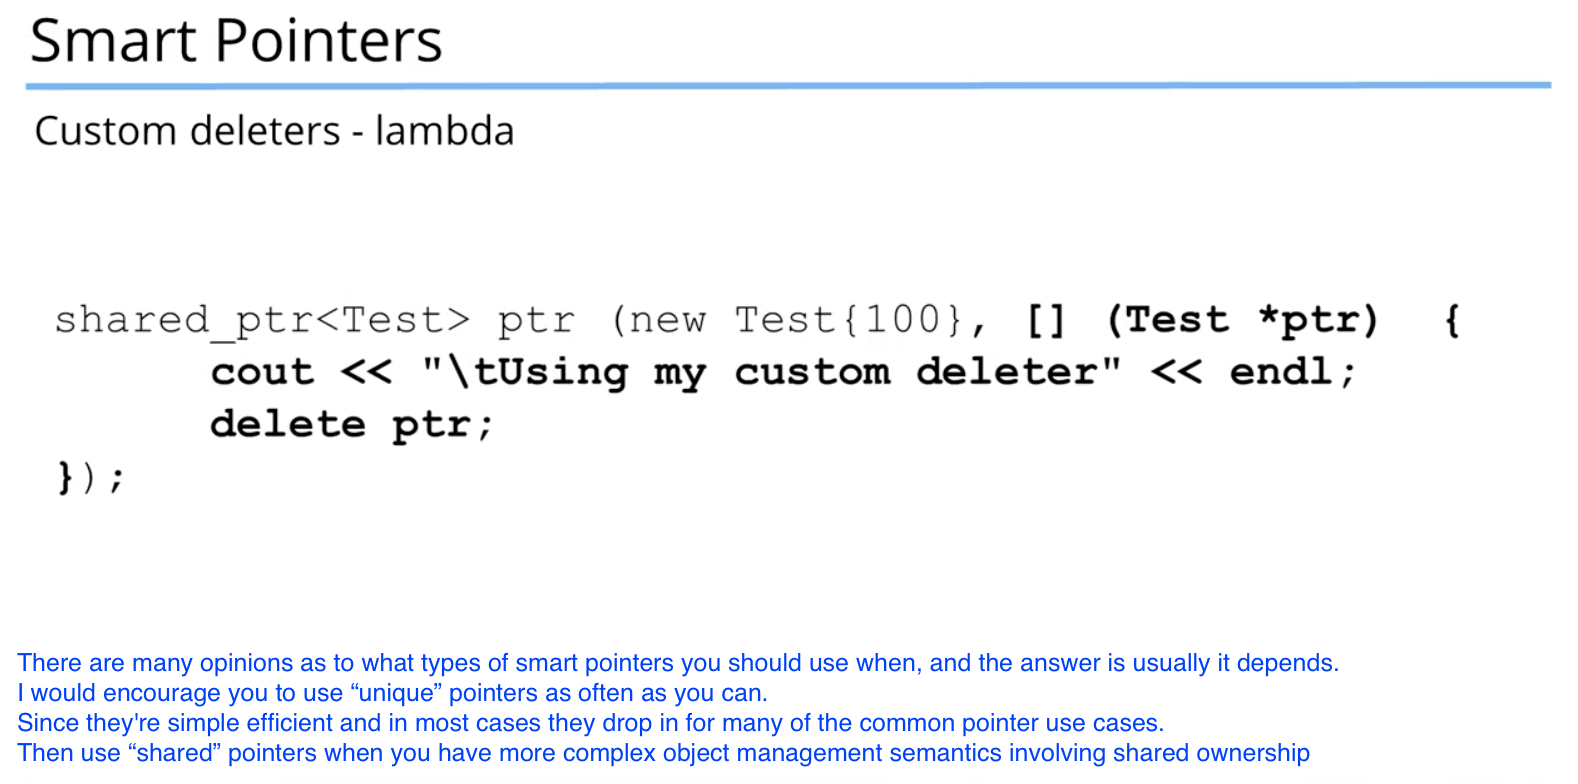 Smart Pointers
Custom deleters - lambda
shared_ptr<Test> ptr (new Test{100}, [] (Test *ptr)  {
      cout << "\tUsing my custom deleter" << endl;
      delete ptr;
});
There are many opinions as to what types of smart pointers you should use when, and the answer is usually it depends.
I would encourage you to use “unique” pointers as often as you can.
Since they're simple efficient and in most cases they drop in for many of the common pointer use cases.
Then use “shared” pointers when you have more complex object management semantics involving shared ownership